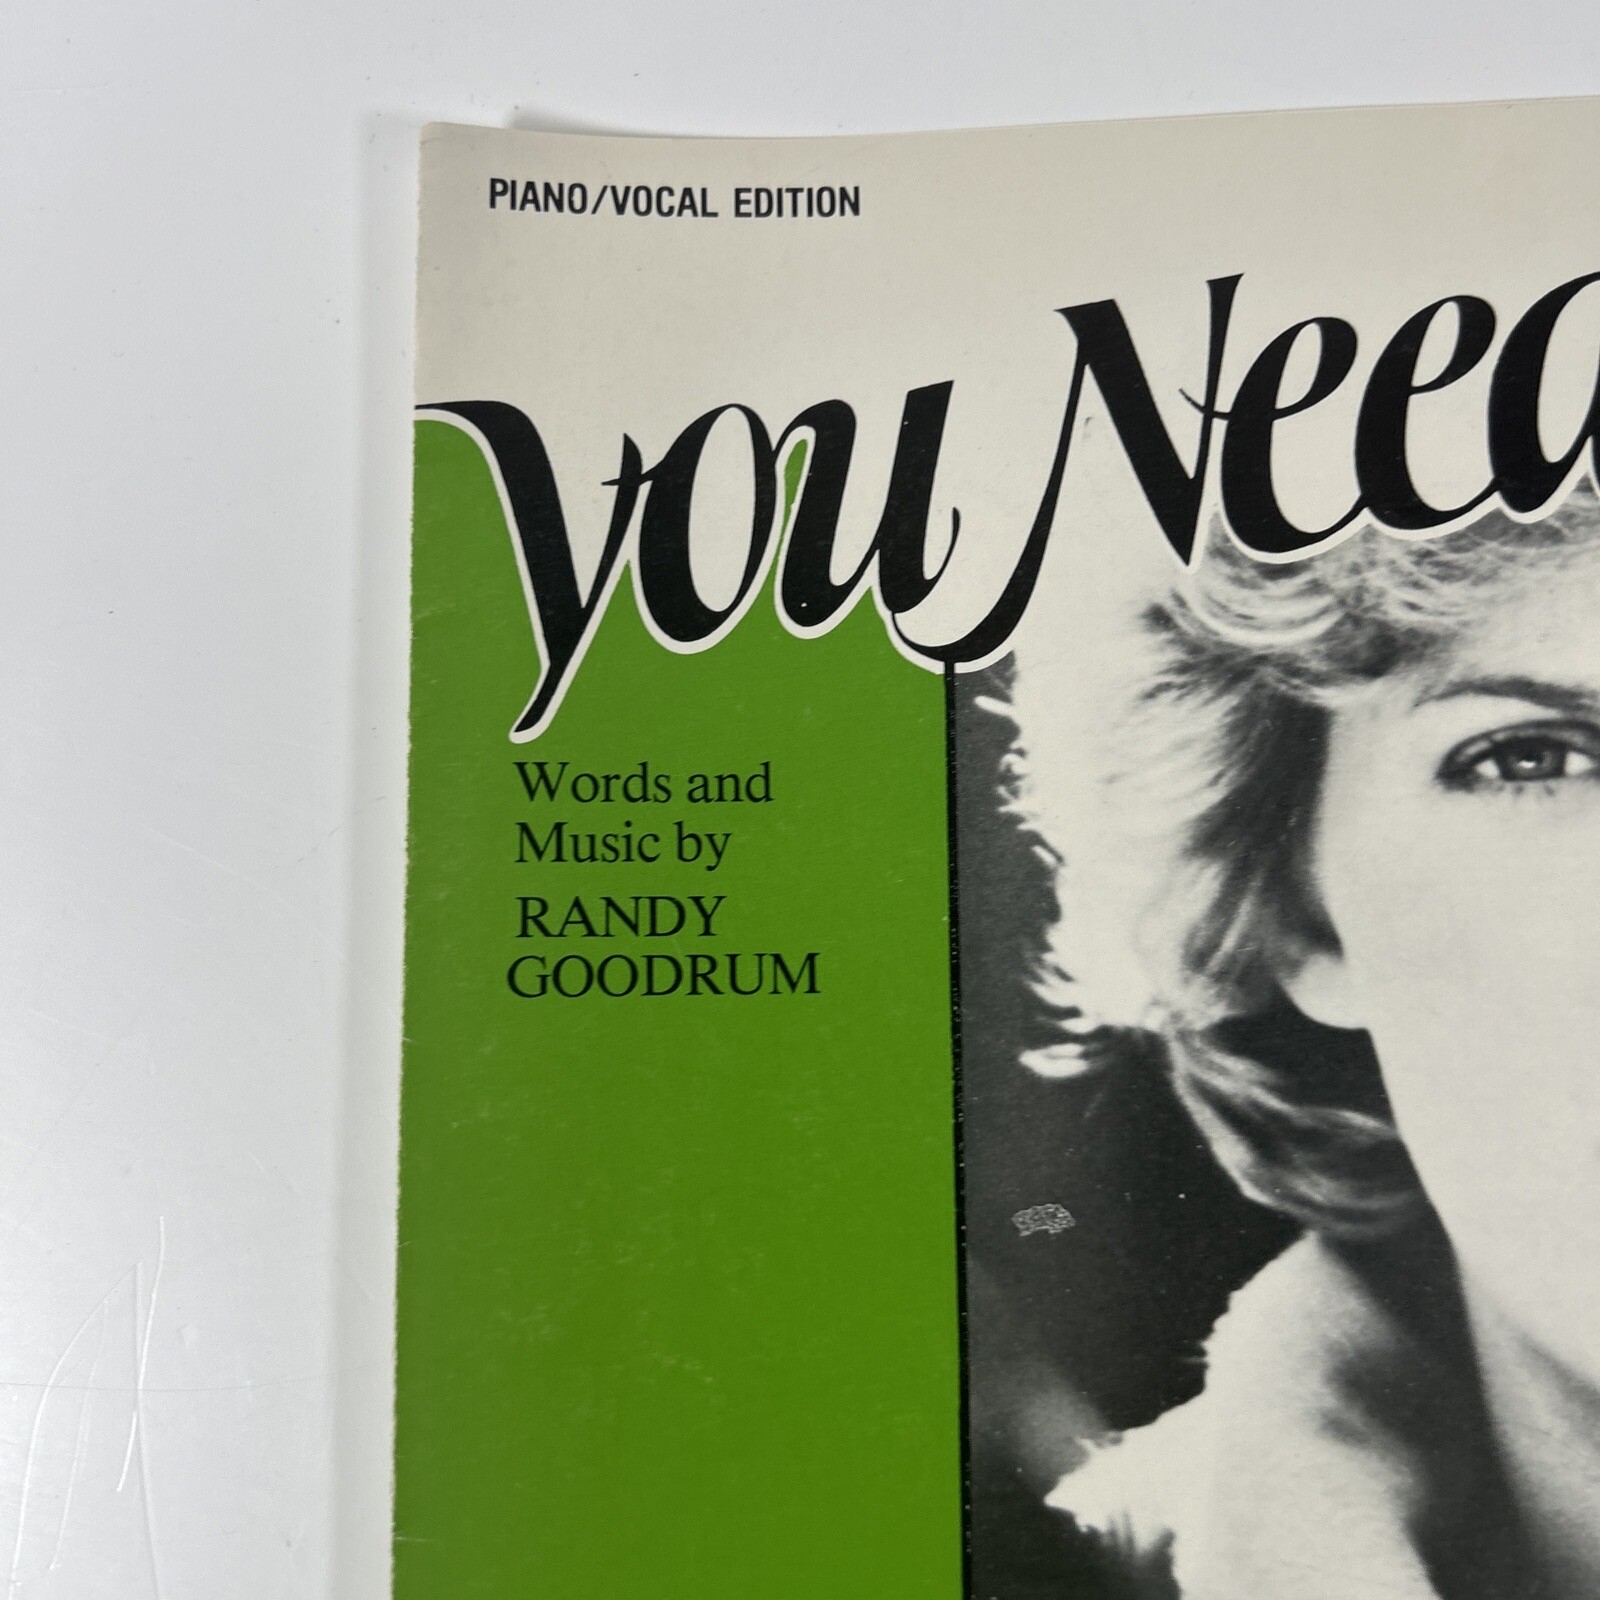 PIANO/VOCAL EDITION
You Need
Words and
Music by
RANDY
GOODRUM